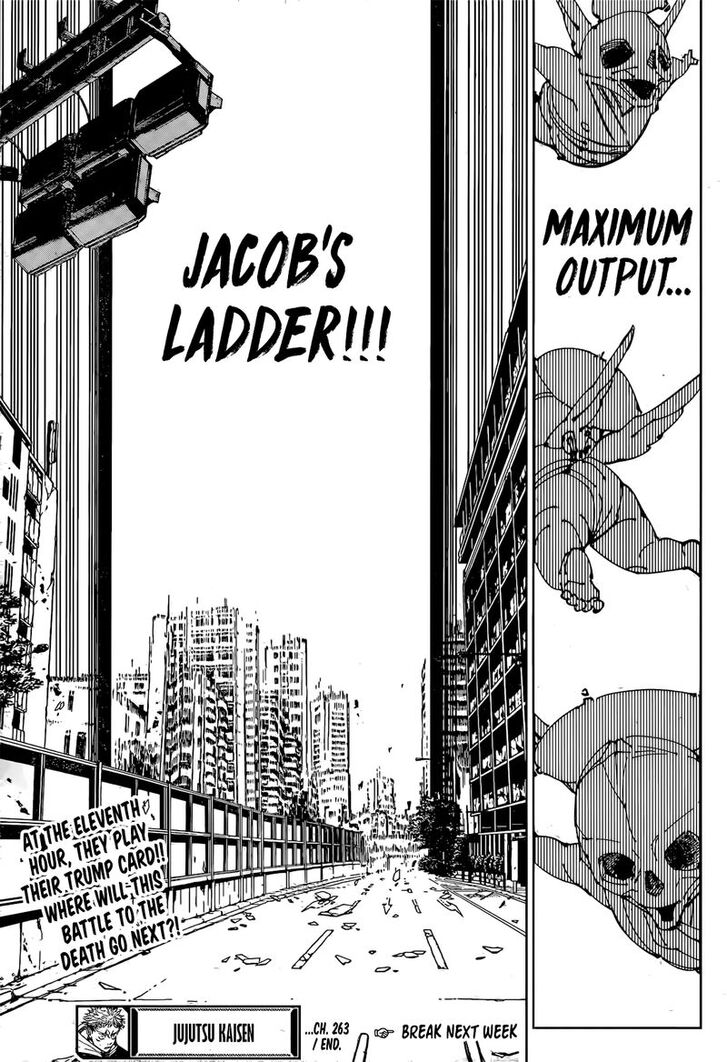 MAXIMUM
OUTPUT...
JACOB'S
LADDER!!!
AT THE ELEVENTH
HOUR, THEY PLAY
THEIR TRUMP CARD!!
WHERE WILL THIS
BATTLE TO THE
DEATH GO NEXT?!
JUJUTSU KAISEN
...CH. 263
/ END.
BREAK NEXT WEEK